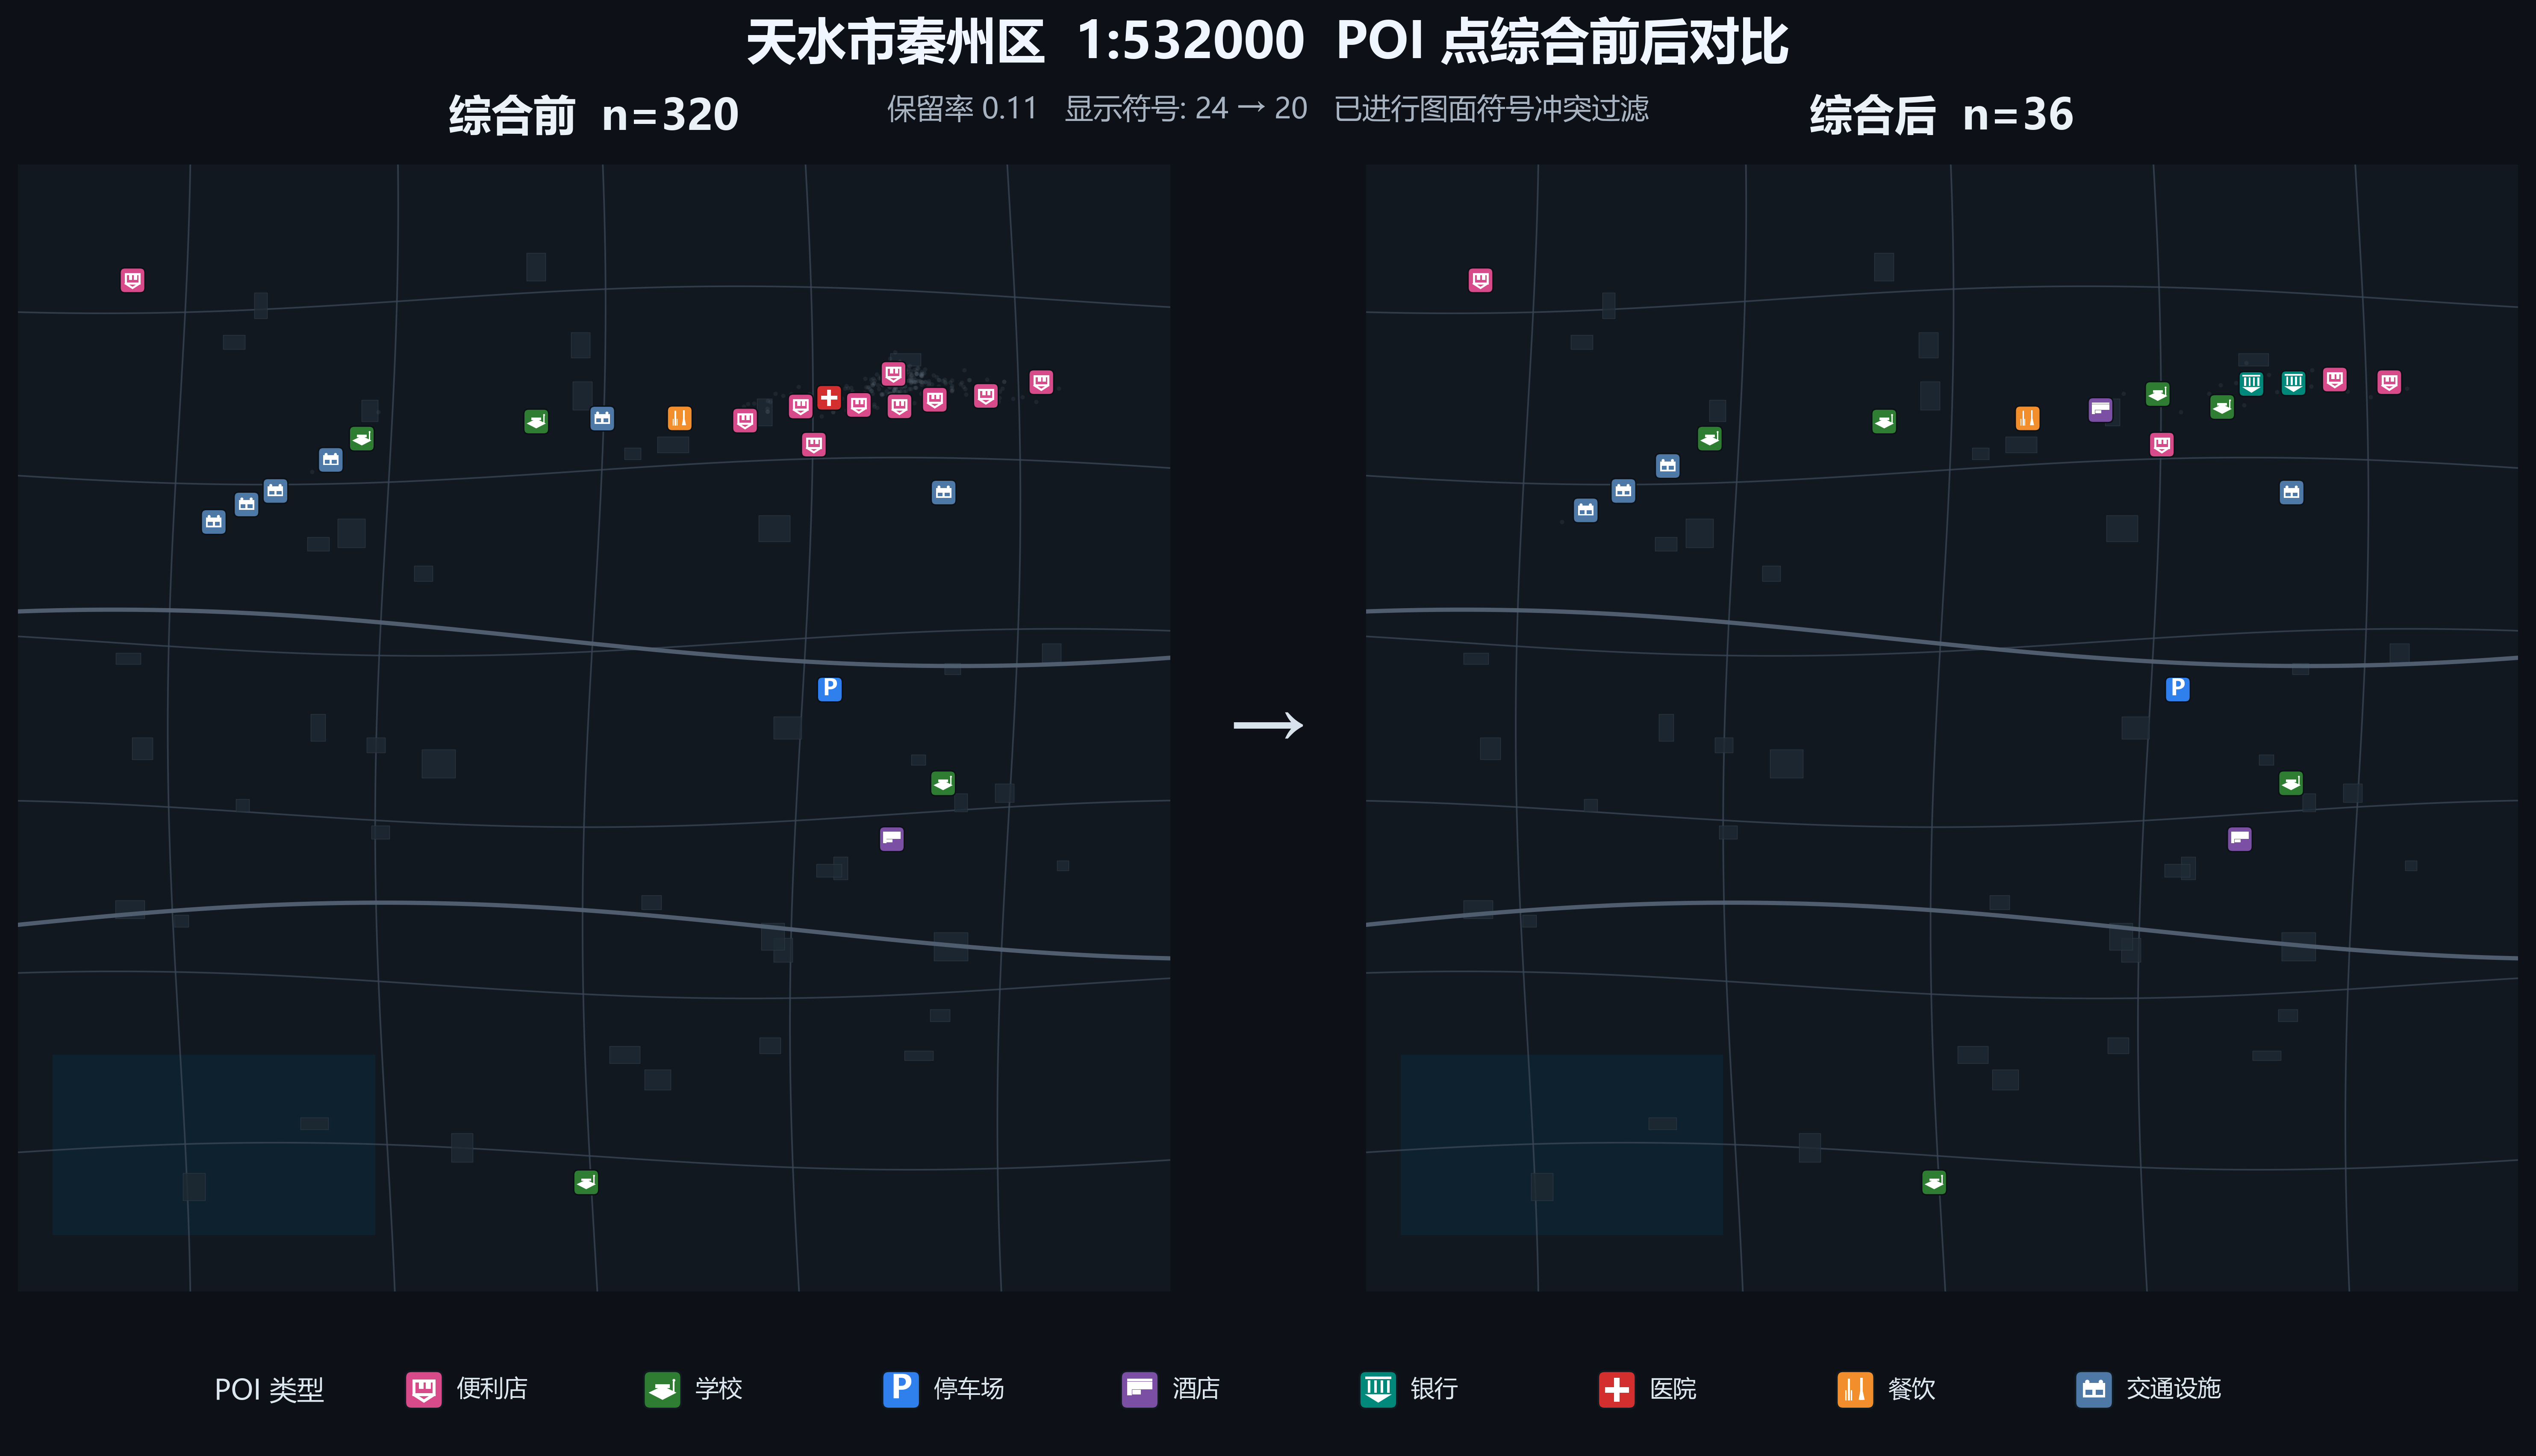 天水市秦州区 1:532000 POI 点综合前后对比
综合前 n=320
保留率 0.11 显示符号: 24 → 20 已进行图面符号冲突过滤
综合后 n=36
P
→
P
POI 类型 便利店 学校 P 停车场 酒店 银行 医院 餐饮 交通设施